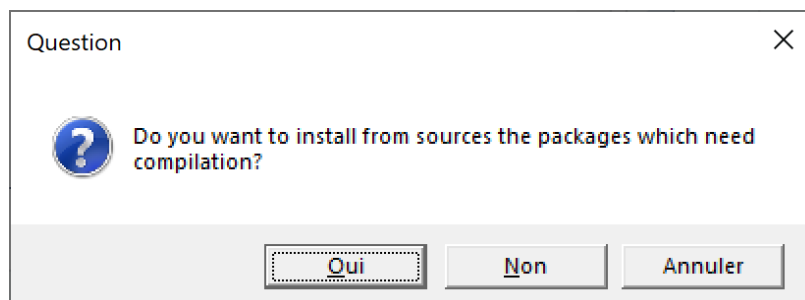 Question
Do you want to install from sources the packages which need
compilation?
Oui
Non
Annuler